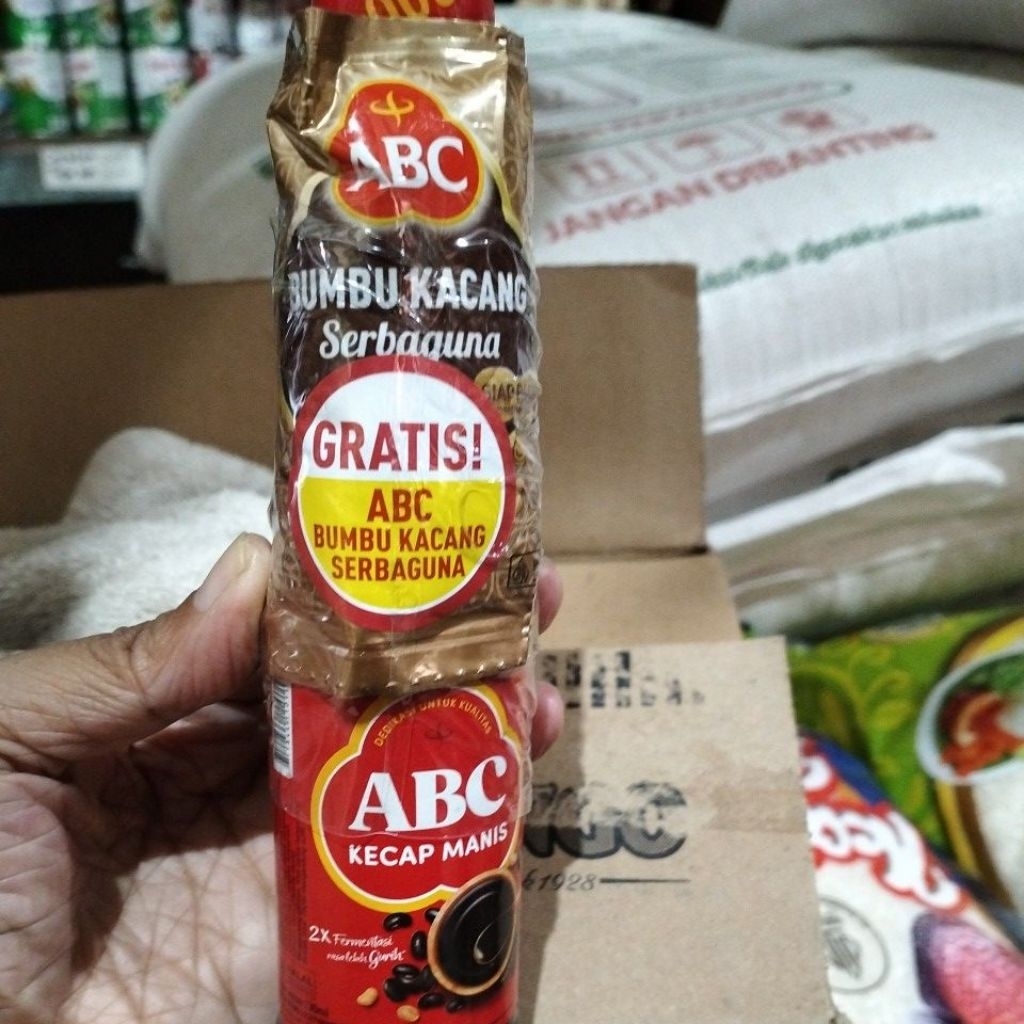 ABC
BUMBU KACANG
Serbaguna
GRATIS!
ABC
BUMBU KACANG
SERBAGUNA
DEDIKASI UNTUK KUALITAS
ABC
KECAP MANIS
2X Fermentasi
JANGAN DIBANTING
1928